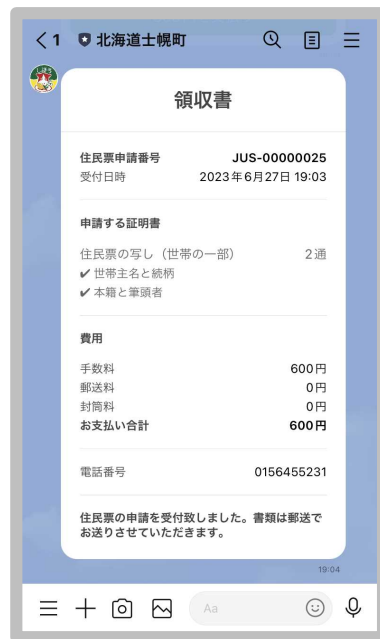 1 北海道士幌町
領収書
住民票申請番号 JUS-00000025
受付日時 2023年6月27日 19:03
申請する証明書
住民票の写し（世帯の一部） 2通
✔ 世帯主名と続柄
✔ 本籍と筆頭者
費用
手数料 600円
郵送料 0円
封筒料 0円
お支払い合計 600円
電話番号 0156455231
住民票の申請を受付致しました。書類は郵送で
お送りさせていただきます。
19:04
Aa